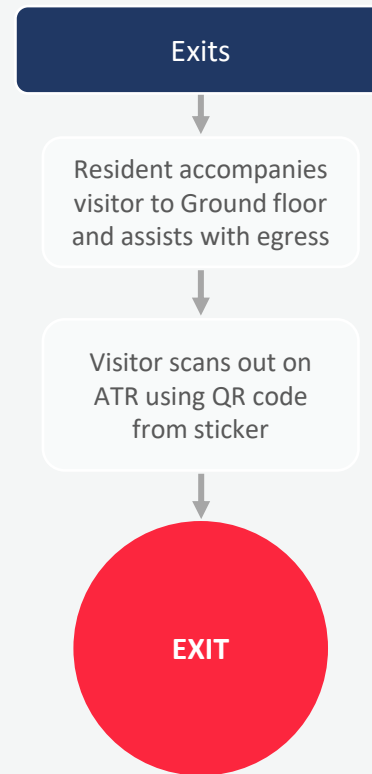 Exits
Resident accompanies
visitor to Ground floor
and assists with egress
Visitor scans out on
ATR using QR code
from sticker
EXIT